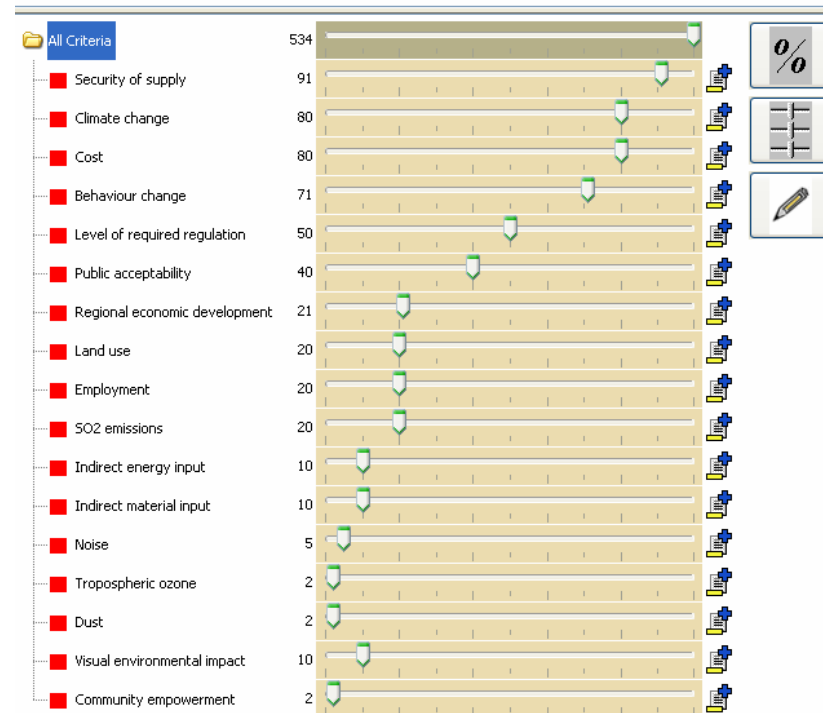 All Criteria 534
Security of supply 91
Climate change 80
Cost 80
Behaviour change 71
Level of required regulation 50
Public acceptability 40
Regional economic development 21
Land use 20
Employment 20
SO2 emissions 20
Indirect energy input 10
Indirect material input 10
Noise 5
Tropospheric ozone 2
Dust 2
Visual environmental impact 10
Community empowerment 2
%